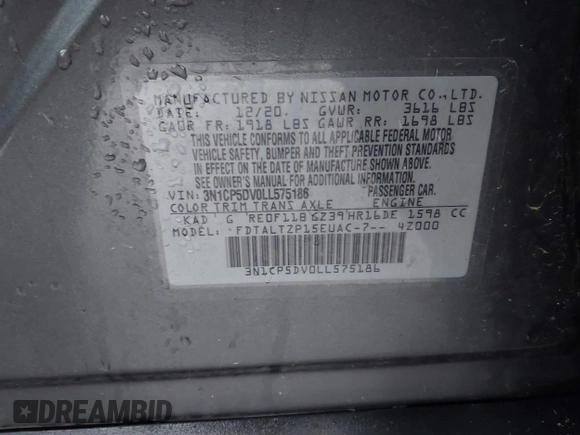 MANUFACTURED BY NISSAN MOTOR CO., LTD.
DATE: 12/20. GVWR: 3616 LBS
GAWR FR: 1918 LBS GAWR RR: 1698 LBS
THIS VEHICLE CONFORMS TO ALL APPLICABLE FEDERAL MOTOR
VEHICLE SAFETY, BUMPER AND THEFT PREVENTION STANDARDS
IN EFFECT ON THE DATE OF MANUFACTURE SHOWN ABOVE.
SEE OWNER'S MANUAL FOR ADDITIONAL INFORMATION.
VIN: 3N1CP5DV0LL575186 PASSENGER CAR.
COLOR TRIM TRANS AXLE ENGINE
KAD G RE0F11B 6Z39 HR16DE 1598 CC
MODEL: FDTALTZP15EUAC-7-- 4Z000
3N1CP5DV0LL575186
DREAMBID